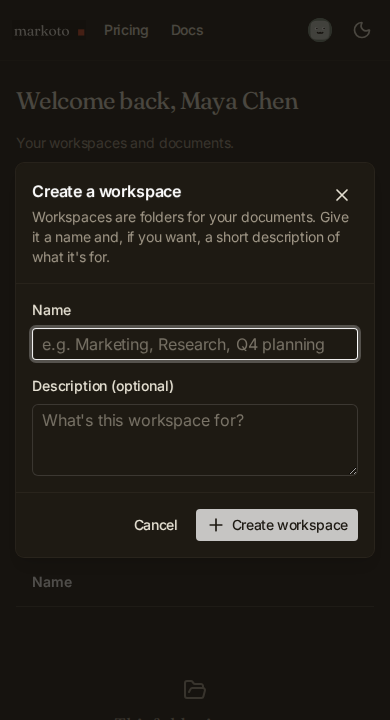 markoto
Pricing
Docs
Welcome back, Maya Chen
Your workspaces and documents.
Create a workspace
Workspaces are folders for your documents. Give
it a name and, if you want, a short description of
what it's for.
Name
e.g. Marketing, Research, Q4 planning
Description (optional)
What's this workspace for?
Cancel
Create workspace
Name